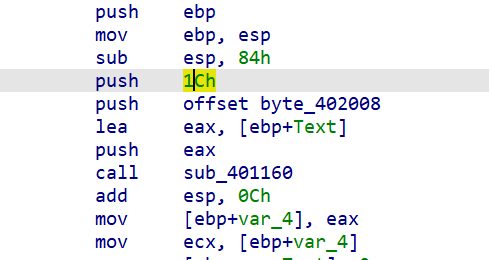 push ebp
mov ebp, esp
sub esp, 84h
push 1Ch
push offset byte_402008
lea eax, [ebp+Text]
push eax
call sub_401160
add esp, 0Ch
mov [ebp+var_4], eax
mov ecx, [ebp+var_4]